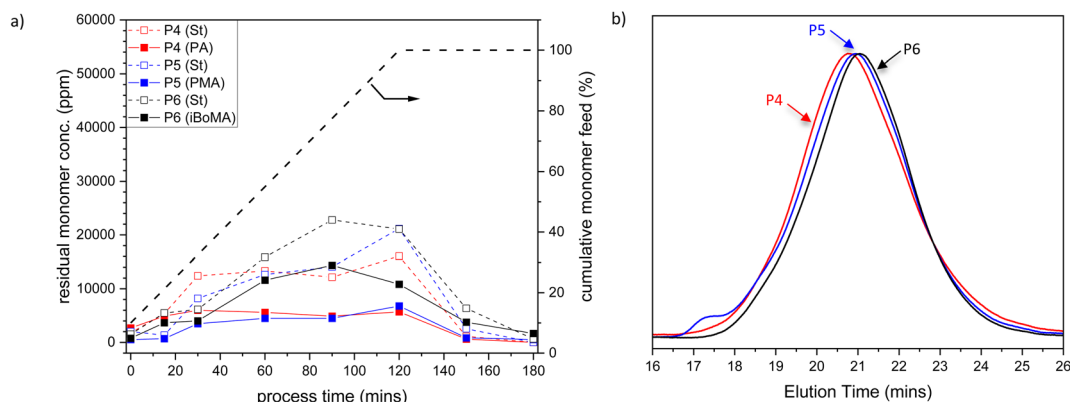 a)
60000
50000
40000
30000
20000
10000
0
residual monomer conc. (ppm)
P4 (St)
P4 (PA)
P5 (St)
P5 (PMA)
P6 (St)
P6 (iBoMA)
100
80
60
40
20
0
cumulative monomer feed (%)
0 20 40 60 80 100 120 140 160 180
process time (mins)
b)
P5
P6
P4
16 17 18 19 20 21 22 23 24 25 26
Elution Time (mins)